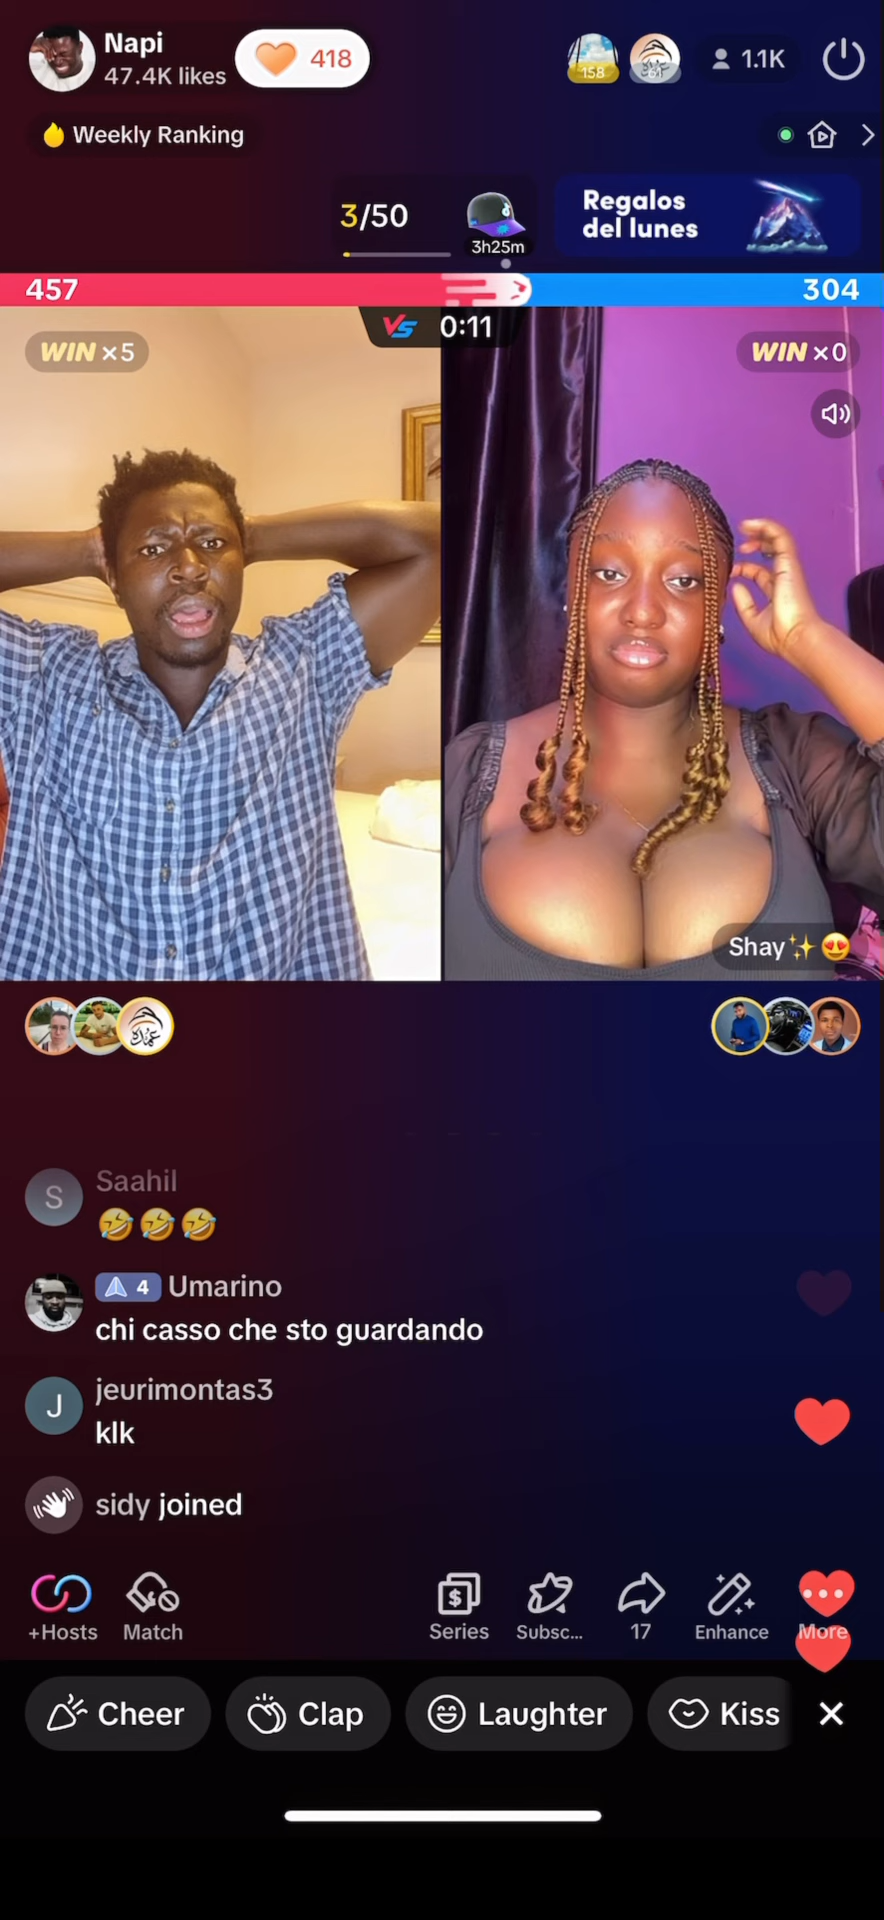 Napi
47.4K likes
418
158
1.1K
Weekly Ranking
3/50
3h25m
Regalos
del lunes
457
304
VS 0:11
WIN ×5
WIN ×0
Shay✨😍
S
Saahil
🤣🤣🤣
4 Umarino
chi casso che sto guardando
J
jeurimontas3
klk
sidy joined
+Hosts
Match
Series
Subsc...
17
Enhance
More
Cheer
Clap
Laughter
Kiss